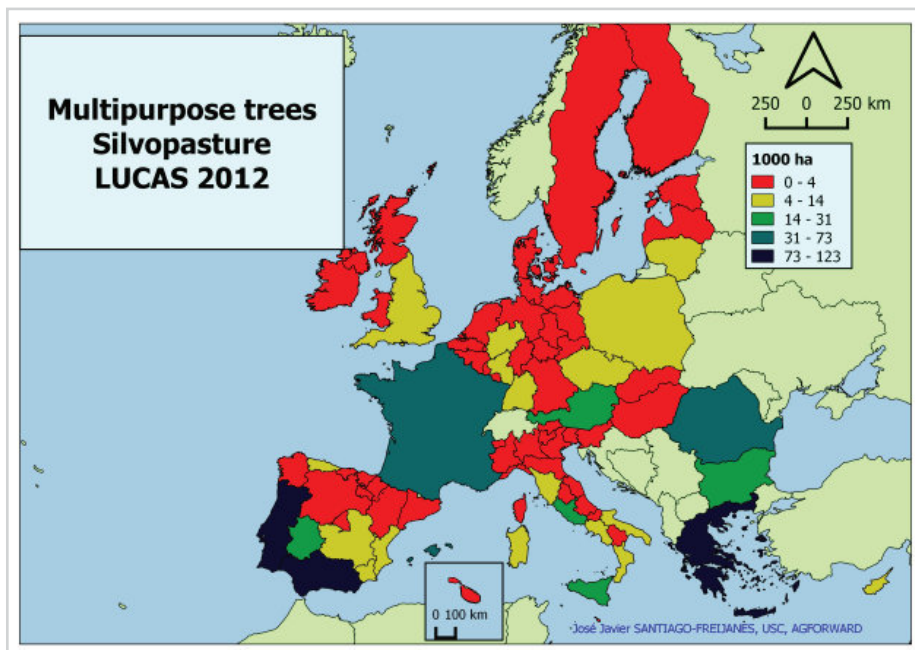 Multipurpose trees
Silvopasture
LUCAS 2012
250 0 250 km
1000 ha
0 - 4
4 - 14
14 - 31
31 - 73
73 - 123
0 100 km
José Javier SANTIAGO-FREIJANÉS, USC, AGFORWARD